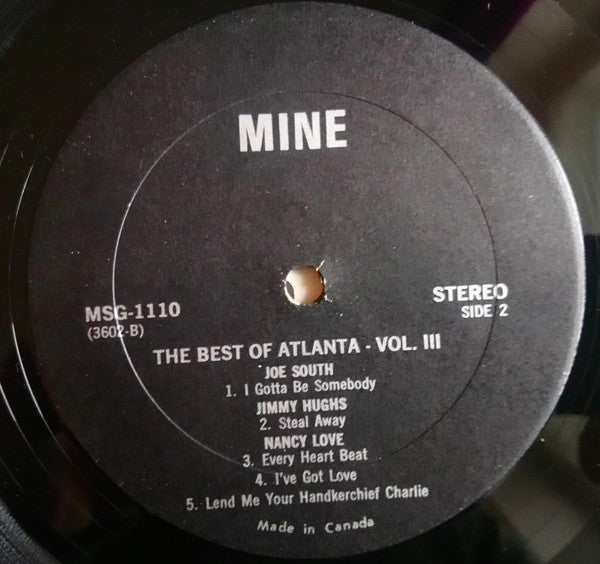 MINE
MSG-1110
(3602-B)
STEREO
SIDE 2
THE BEST OF ATLANTA - VOL. III
JOE SOUTH
1. I Gotta Be Somebody
JIMMY HUGHS
2. Steal Away
NANCY LOVE
3. Every Heart Beat
4. I've Got Love
5. Lend Me Your Handkerchief Charlie
Made in Canada